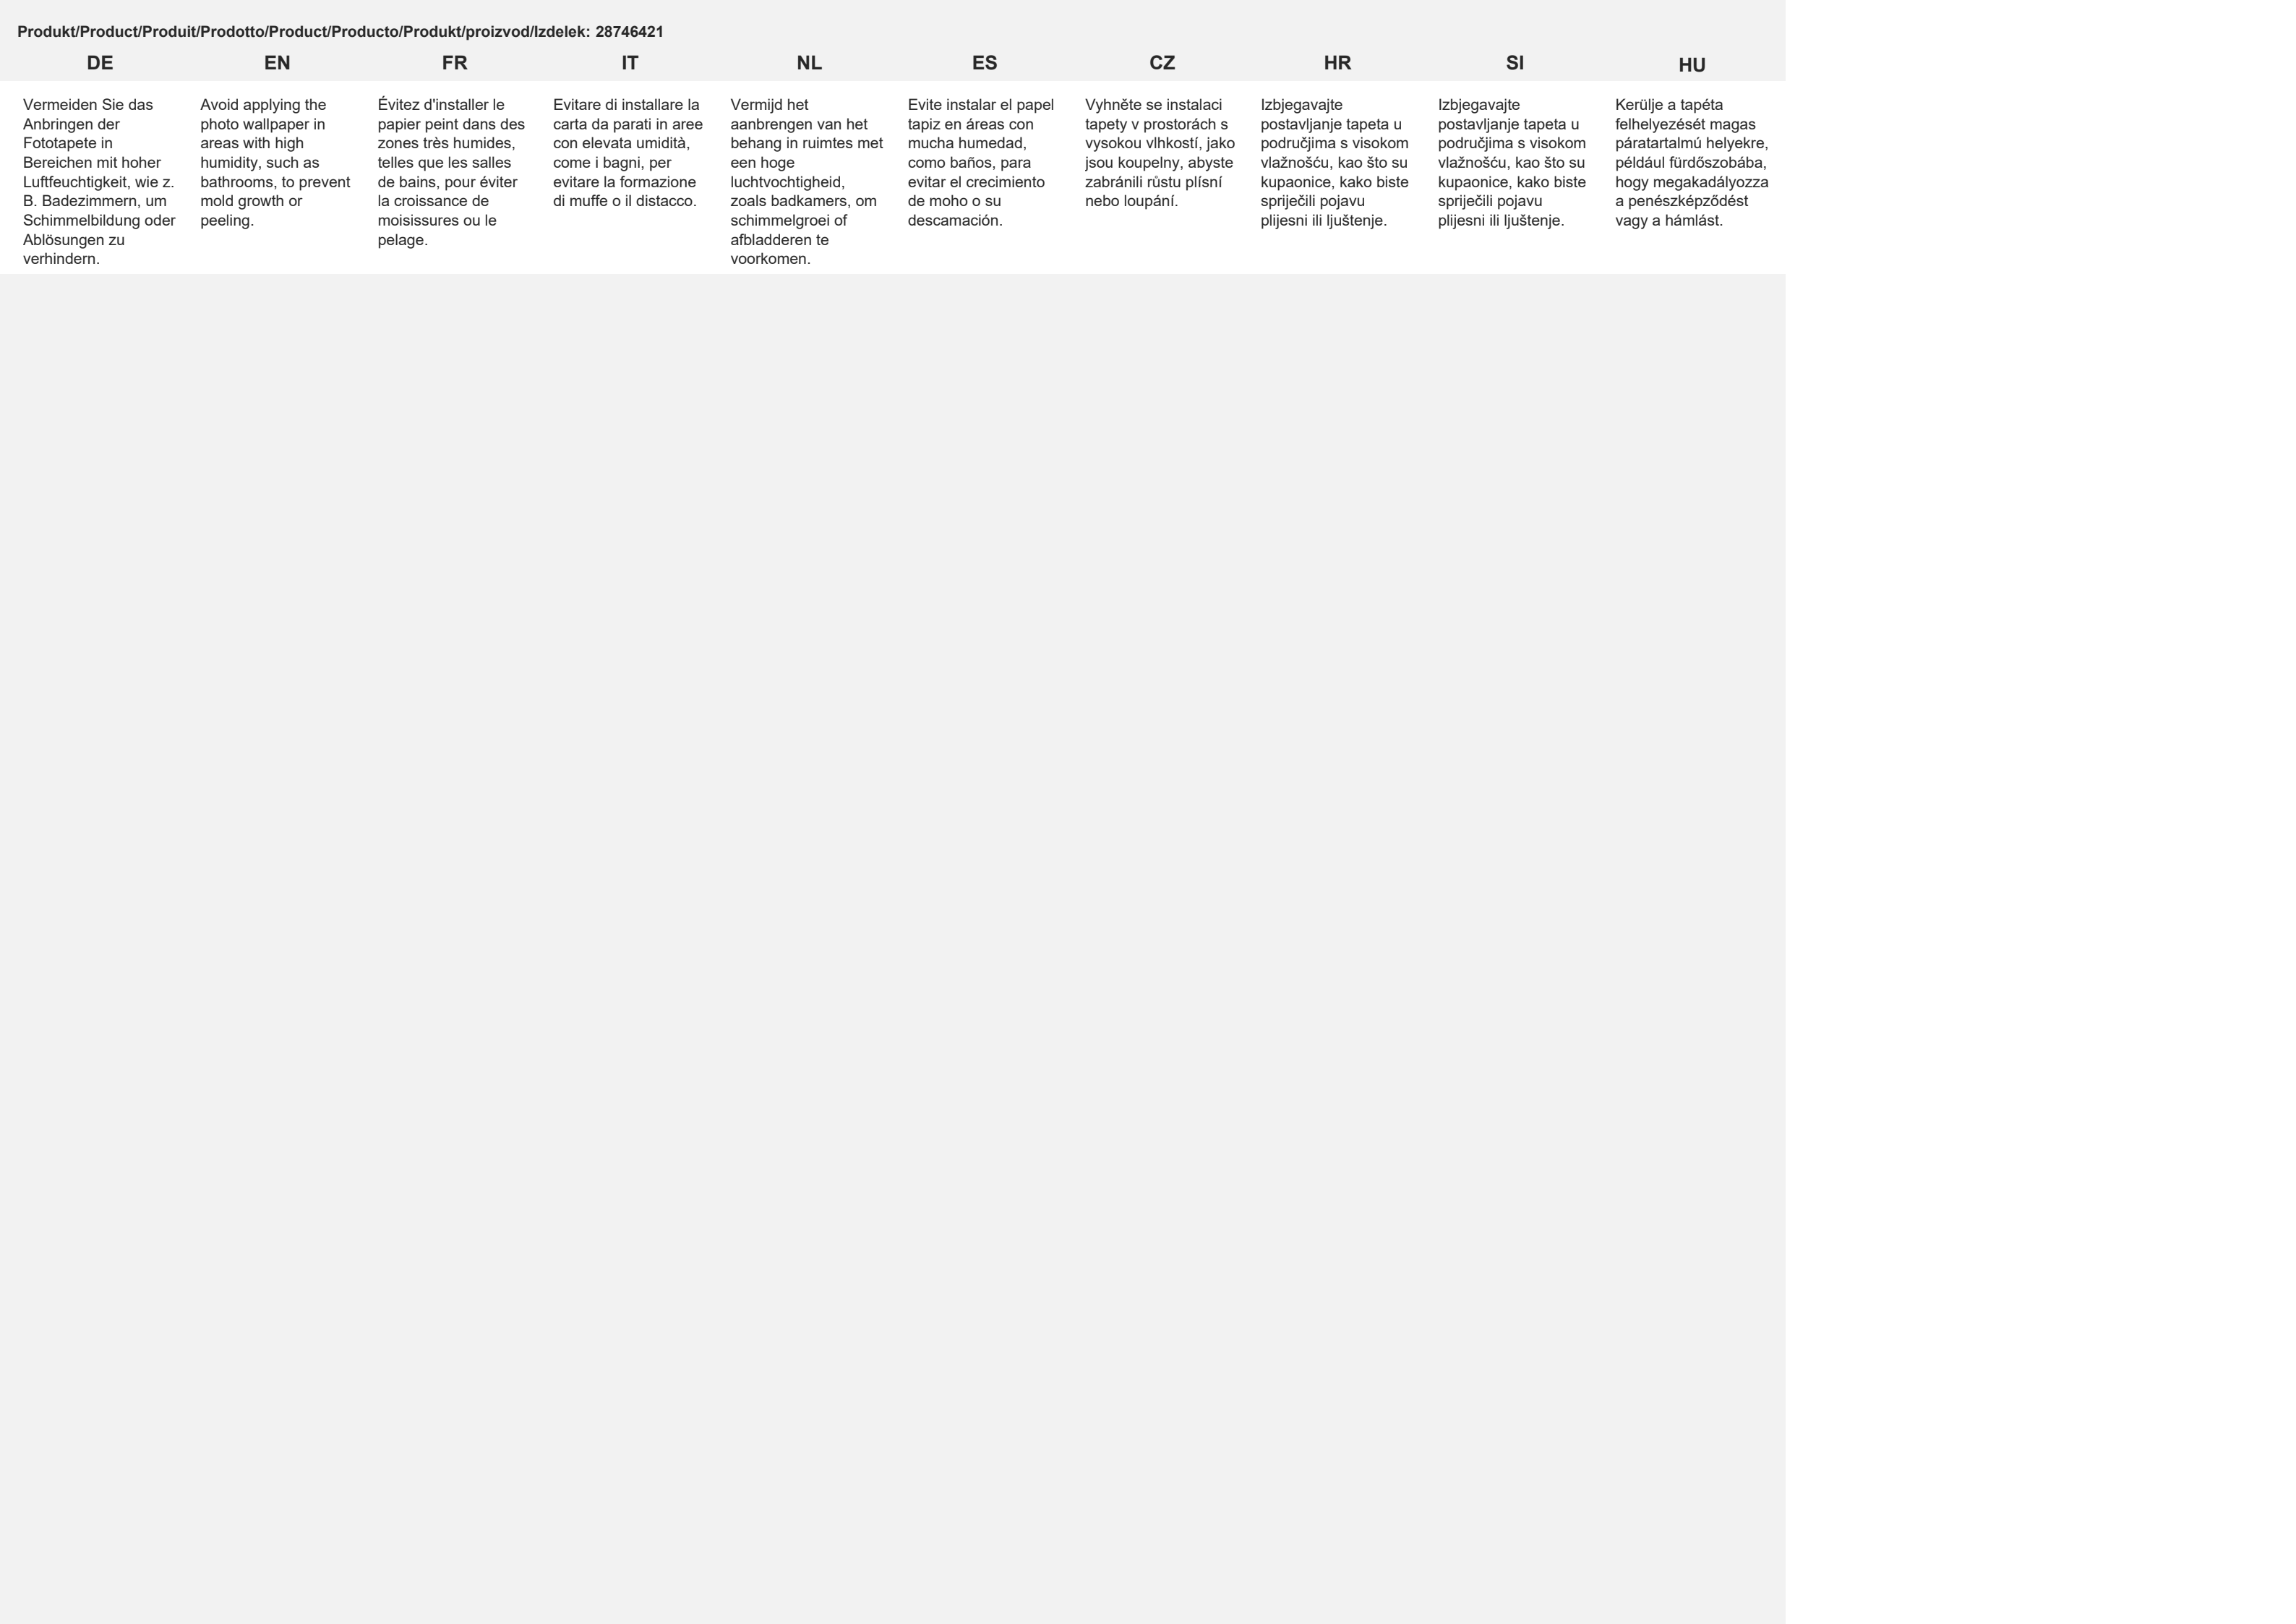 Produkt/Product/Produit/Prodotto/Product/Producto/Produkt/proizvod/Izdelek: 28746421
DE
EN
FR
IT
NL
ES
CZ
HR
SI
HU
Vermeiden Sie das
Anbringen der
Fototapete in
Bereichen mit hoher
Luftfeuchtigkeit, wie z.
B. Badezimmern, um
Schimmelbildung oder
Ablösungen zu
verhindern.
Avoid applying the
photo wallpaper in
areas with high
humidity, such as
bathrooms, to prevent
mold growth or
peeling.
Évitez d'installer le
papier peint dans des
zones très humides,
telles que les salles
de bains, pour éviter
la croissance de
moisissures ou le
pelage.
Evitare di installare la
carta da parati in aree
con elevata umidità,
come i bagni, per
evitare la formazione
di muffe o il distacco.
Vermijd het
aanbrengen van het
behang in ruimtes met
een hoge
luchtvochtigheid,
zoals badkamers, om
schimmelgroei of
afbladderen te
voorkomen.
Evite instalar el papel
tapiz en áreas con
mucha humedad,
como baños, para
evitar el crecimiento
de moho o su
descamación.
Vyhněte se instalaci
tapety v prostorách s
vysokou vlhkostí, jako
jsou koupelny, abyste
zabránili růstu plísní
nebo loupání.
Izbjegavajte
postavljanje tapeta u
područjima s visokom
vlažnošću, kao što su
kupaonice, kako biste
spriječili pojavu
plijesni ili ljuštenje.
Izbjegavajte
postavljanje tapeta u
područjima s visokom
vlažnošću, kao što su
kupaonice, kako biste
spriječili pojavu
plijesni ili ljuštenje.
Kerülje a tapéta
felhelyezését magas
páratartalmú helyekre,
például fürdőszobába,
hogy megakadályozza
a penészképződést
vagy a hámlást.